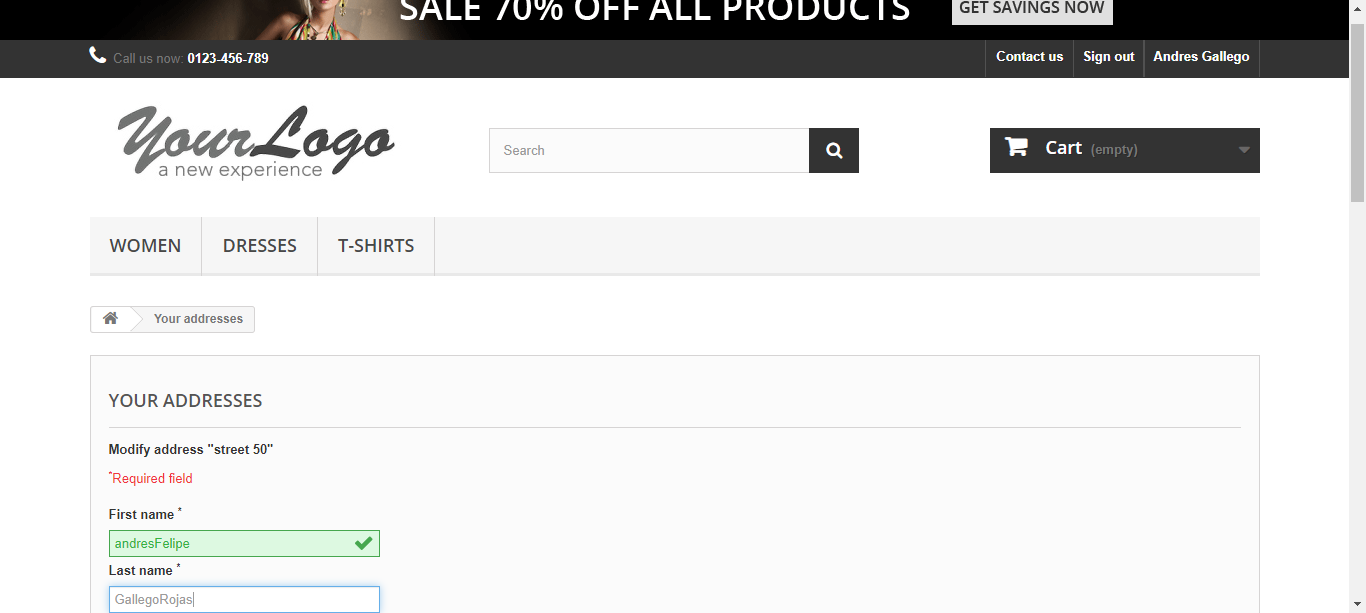 SALE 70% OFF ALL PRODUCTS GET SAVINGS NOW
Call us now: 0123-456-789 Contact us Sign out Andres Gallego
YourLogo
a new experience
Search
Cart (empty)
WOMEN DRESSES T-SHIRTS
Your addresses
YOUR ADDRESSES
Modify address "street 50"
*Required field
First name *
andresFelipe
Last name *
GallegoRojas